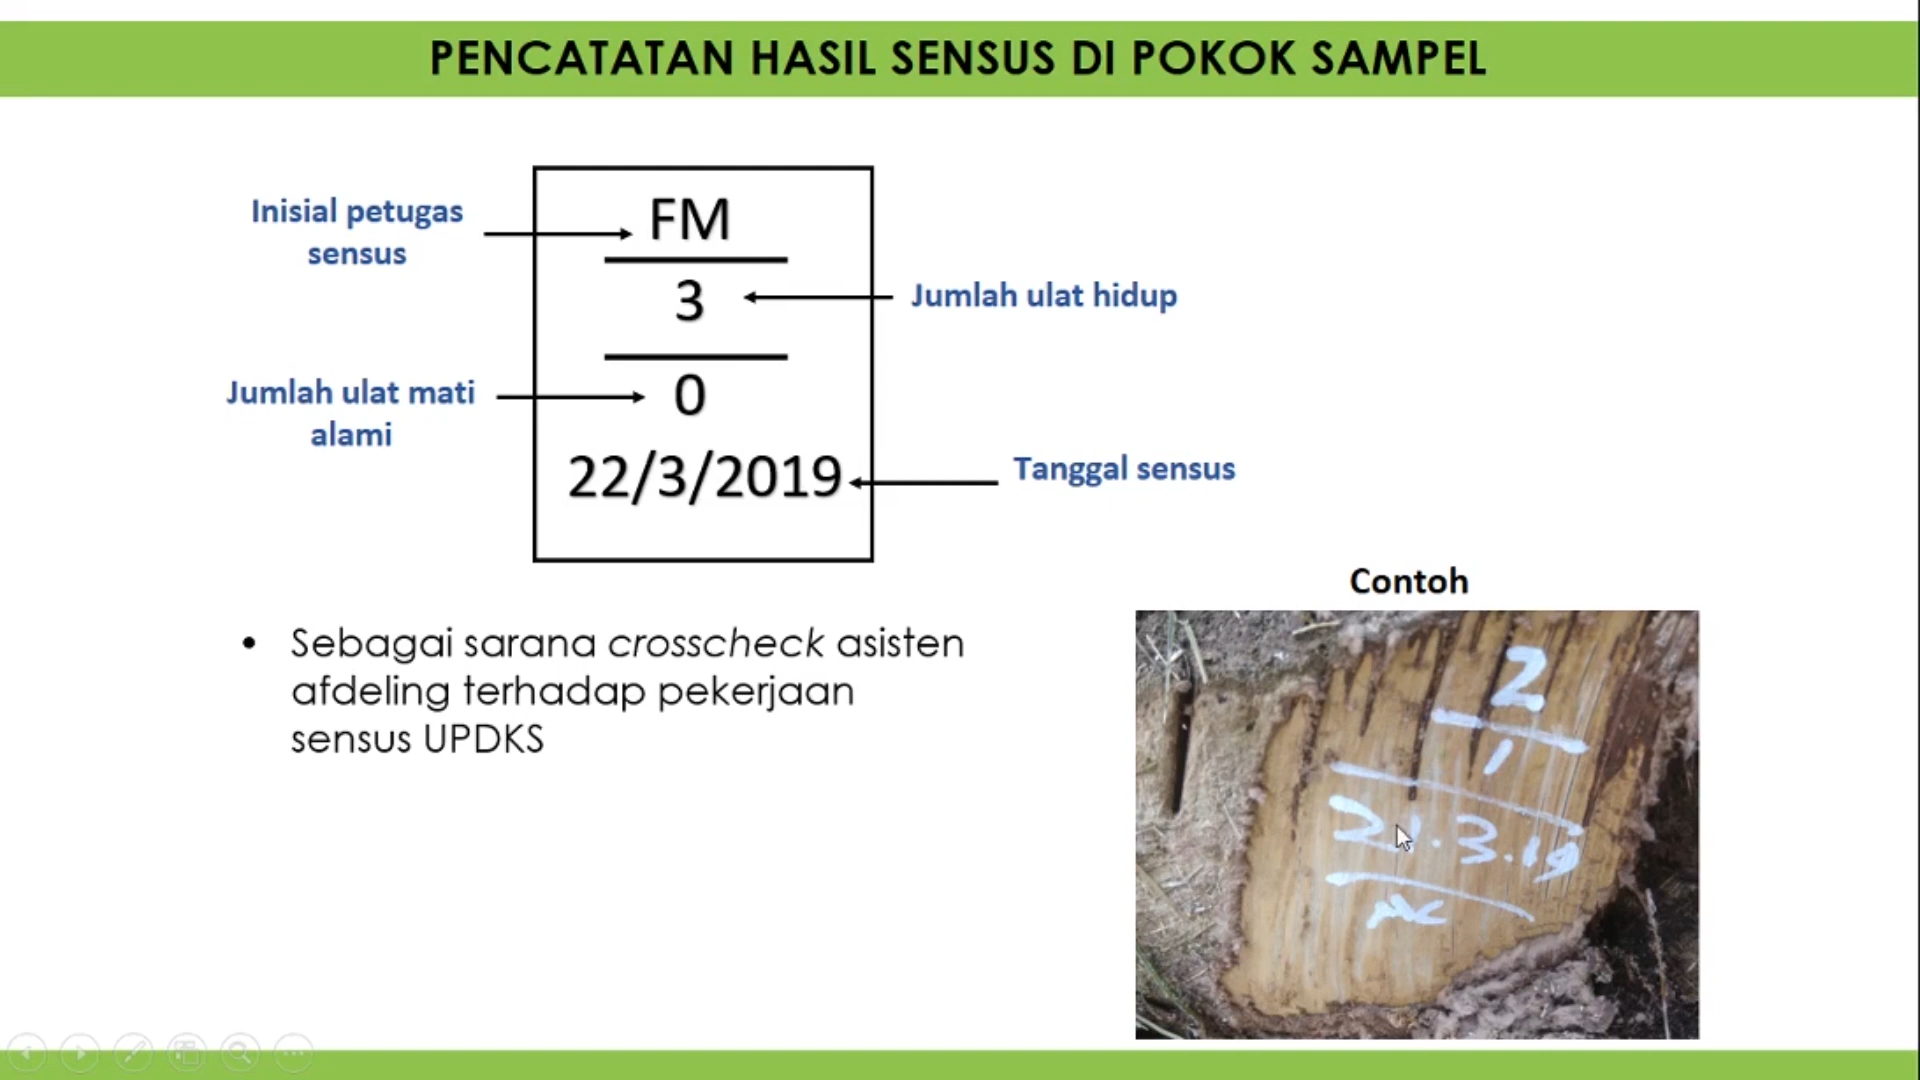 PENCATATAN HASIL SENSUS DI POKOK SAMPEL
Inisial petugas
sensus
FM
3
Jumlah ulat hidup
Jumlah ulat mati
alami
0
22/3/2019
Tanggal sensus
• Sebagai sarana crosscheck asisten
afdeling terhadap pekerjaan
sensus UPDKS
Contoh
2
1
21.3.19